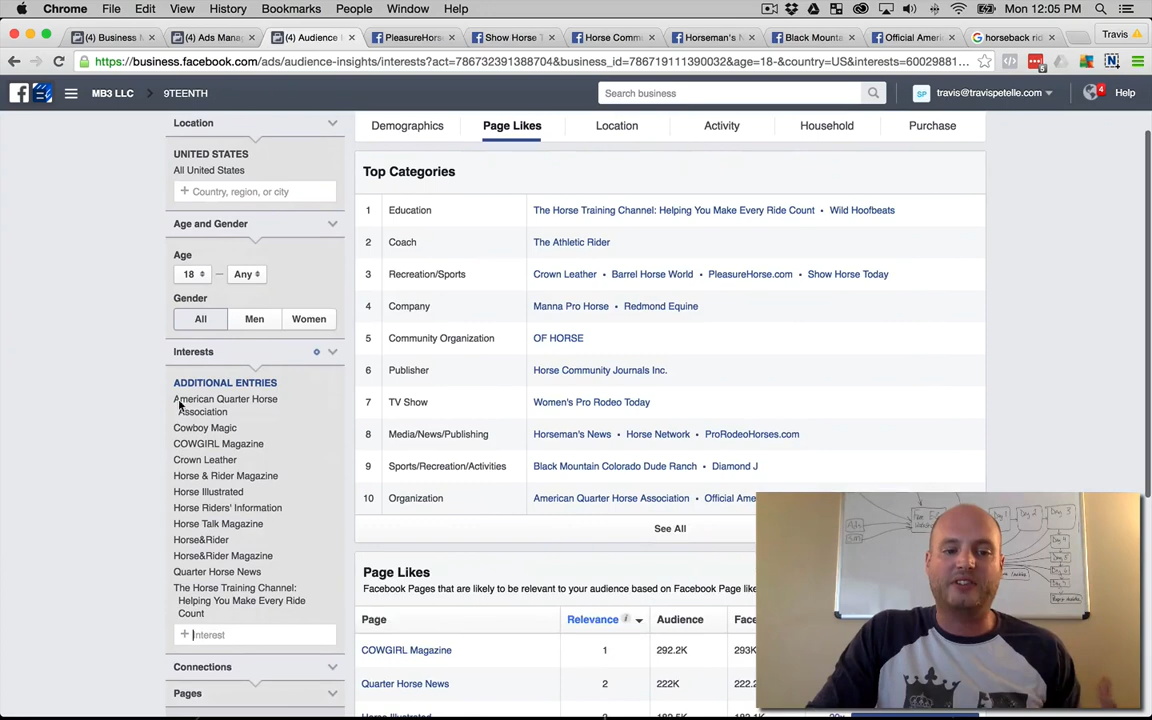 Chrome File Edit View History Bookmarks People Window Help Mon 12:05 PM
(4) Business M (4) Ads Mana (4) Audience PleasureHors Show Horse T Horse Comm Horseman's N Black Mounta Official Ameri horseback rid Travis
https://business.facebook.com/ads/audience-insights/interests?act=786732391388704&business_id=786719111390032&age=18-&country=US&interests=60029881...
5
MB3 LLC > 9TEENTH Search business SP travis@travispetelle.com 4 Help
Location
UNITED STATES
All United States
+ Country, region, or city
Age and Gender
Age
18 – Any
Gender
All Men Women
Interests
ADDITIONAL ENTRIES
American Quarter Horse
Association
Cowboy Magic
COWGIRL Magazine
Crown Leather
Horse & Rider Magazine
Horse Illustrated
Horse Riders' Information
Horse Talk Magazine
Horse&Rider
Horse&Rider Magazine
Quarter Horse News
The Horse Training Channel:
Helping You Make Every Ride
Count
+ Interest
Connections
Pages
Demographics Page Likes Location Activity Household Purchase
Top Categories
1 Education The Horse Training Channel: Helping You Make Every Ride Count • Wild Hoofbeats
2 Coach The Athletic Rider
3 Recreation/Sports Crown Leather • Barrel Horse World • PleasureHorse.com • Show Horse Today
4 Company Manna Pro Horse • Redmond Equine
5 Community Organization OF HORSE
6 Publisher Horse Community Journals Inc.
7 TV Show Women's Pro Rodeo Today
8 Media/News/Publishing Horseman's News • Horse Network • ProRodeoHorses.com
9 Sports/Recreation/Activities Black Mountain Colorado Dude Ranch • Diamond J
10 Organization American Quarter Horse Association • Official Ame
See All
Page Likes
Facebook Pages that are likely to be relevant to your audience based on Facebook Page like
Page Relevance i Audience Face
COWGIRL Magazine 1 292.2K 293K
Quarter Horse News 2 222K 222.2
Horse Illustrated
Day 2
Day 3